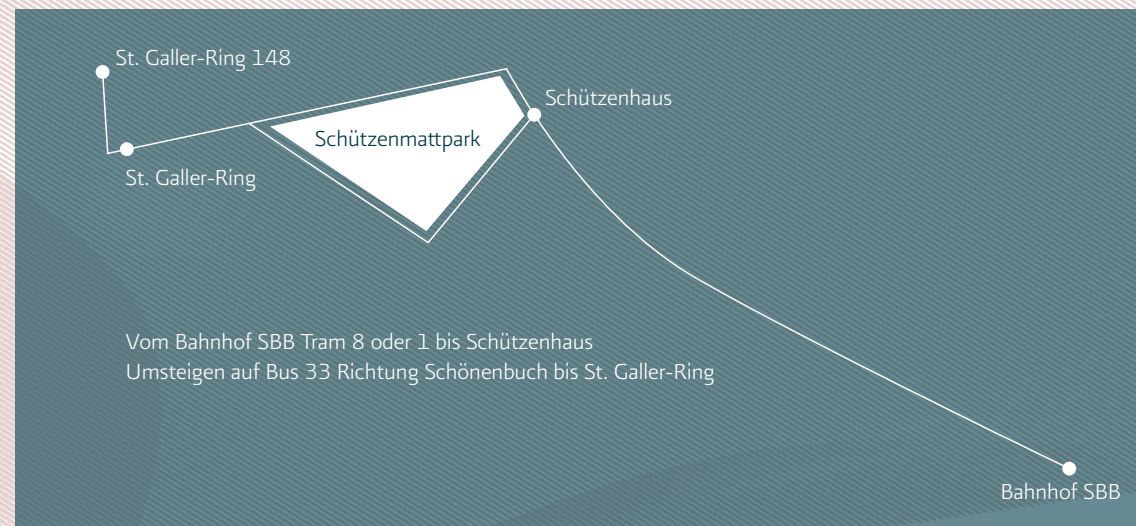 St. Galler-Ring 148
Schützenhaus
Schützenmattpark
St. Galler-Ring
Vom Bahnhof SBB Tram 8 oder 1 bis Schützenhaus
Umsteigen auf Bus 33 Richtung Schönenbuch bis St. Galler-Ring
Bahnhof SBB